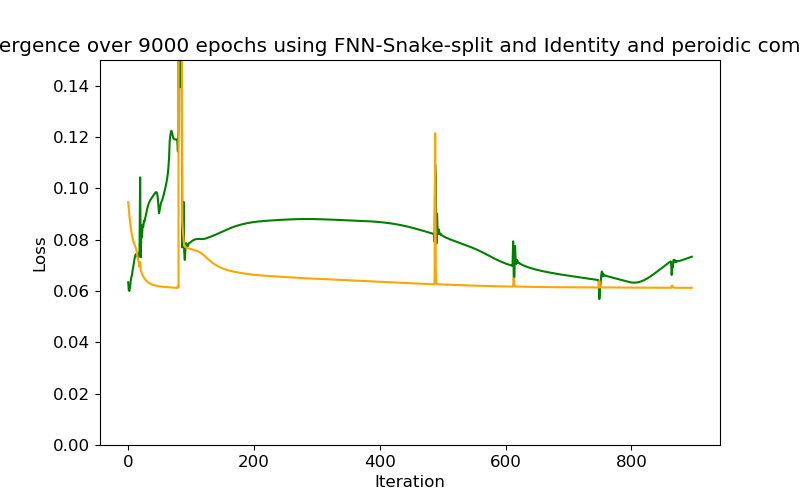 ergence over 9000 epochs using FNN-Snake-split and Identity and peroidic com
0.14
0.12
0.10
0.08
0.06
0.04
0.02
0.00
Loss
0 200 400 600 800
Iteration